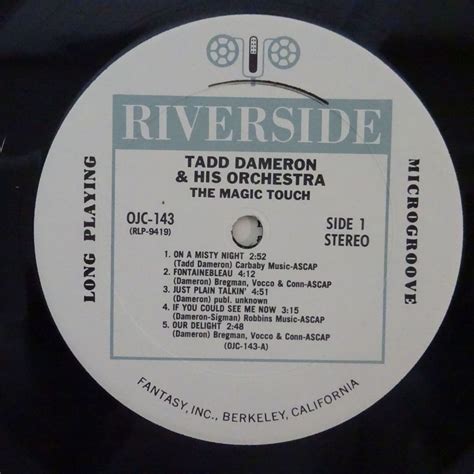 RIVERSIDE
TADD DAMERON
& HIS ORCHESTRA
THE MAGIC TOUCH
OJC-143
(RLP-9419)
SIDE 1
STEREO
1. ON A MISTY NIGHT 2:52
(Tadd Dameron) Carbaby Music-ASCAP
2. FONTAINEBLEAU 4:12
(Dameron) Bregman, Vocco & Conn-ASCAP
3. JUST PLAIN TALKIN' 4:51
(Dameron) publ. unknown
4. IF YOU COULD SEE ME NOW 3:15
(Dameron-Sigman) Robbins Music-ASCAP
5. OUR DELIGHT 2:48
(Dameron) Bregman, Vocco & Conn-ASCAP
(OJC-143-A)
LONG PLAYING
MICROGROOVE
FANTASY, INC., BERKELEY, CALIFORNIA